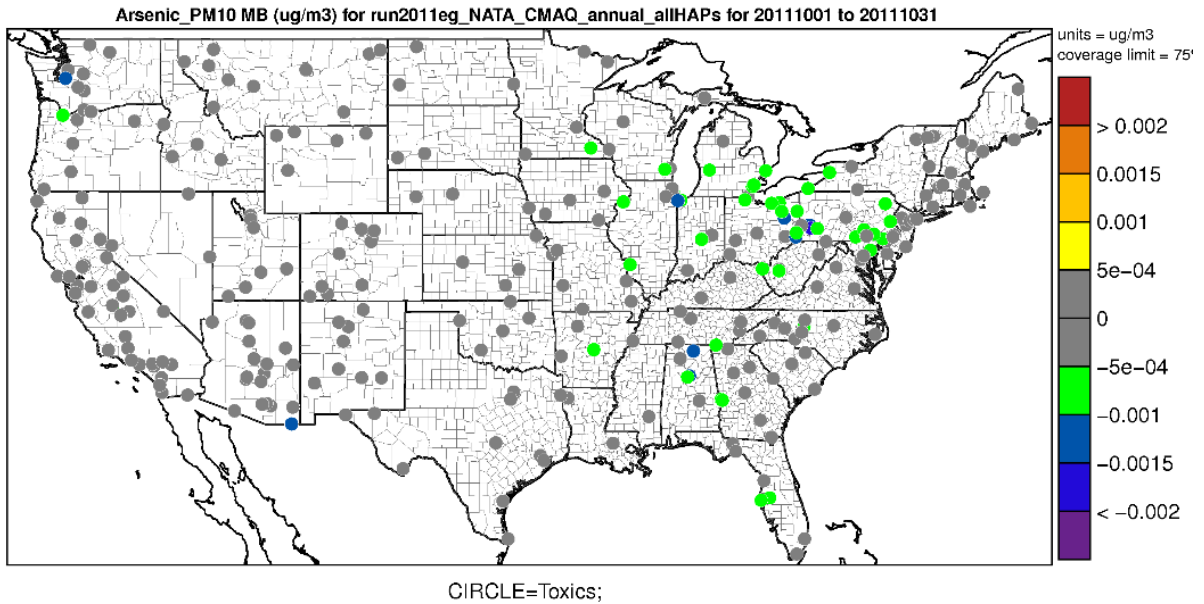 Arsenic_PM10 MB (ug/m3) for run2011eg_NATA_CMAQ_annual_allHAPs for 20111001 to 20111031
units = ug/m3
coverage limit = 75%
> 0.002
0.0015
0.001
5e−04
0
−5e−04
−0.001
−0.0015
< −0.002
CIRCLE=Toxics;